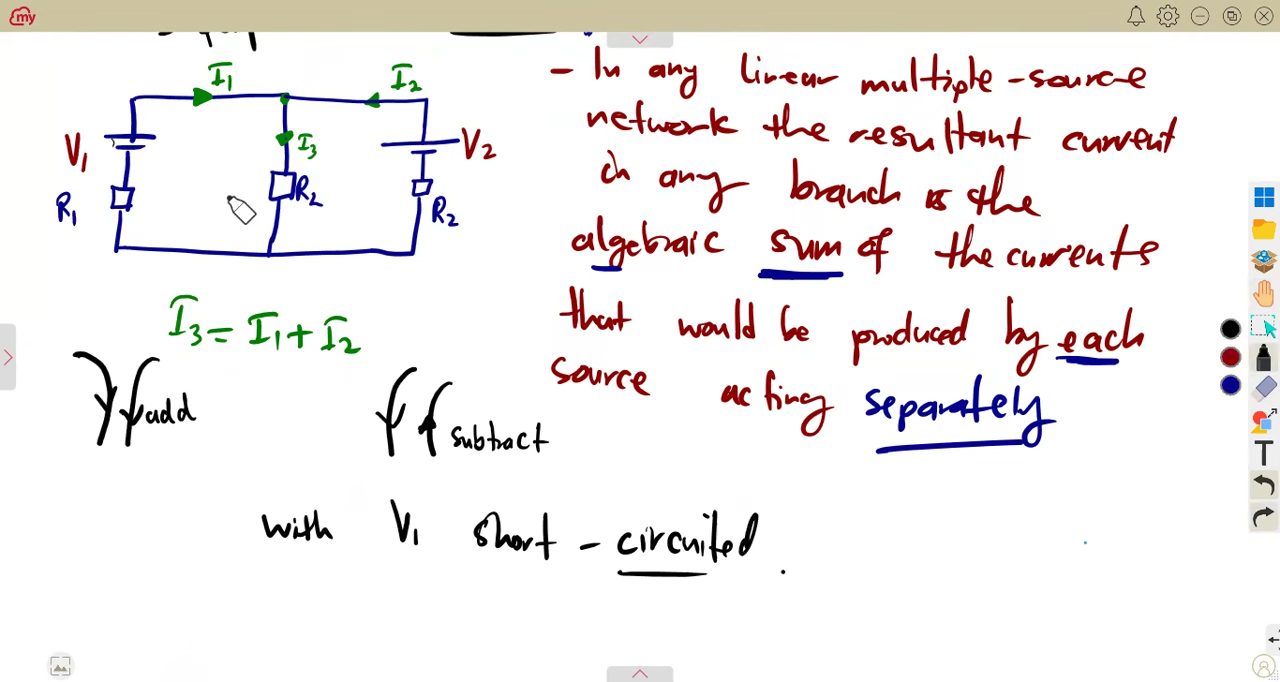 my
I1
I2
I3
V1
V2
R1
R2
R2
I3 = I1 + I2
add
subtract
with V1 short - circuited .
- In any linear multiple - source
network the resultant current
in any branch is the
algebraic sum of the currents
that would be produced by each
source acting separately
T